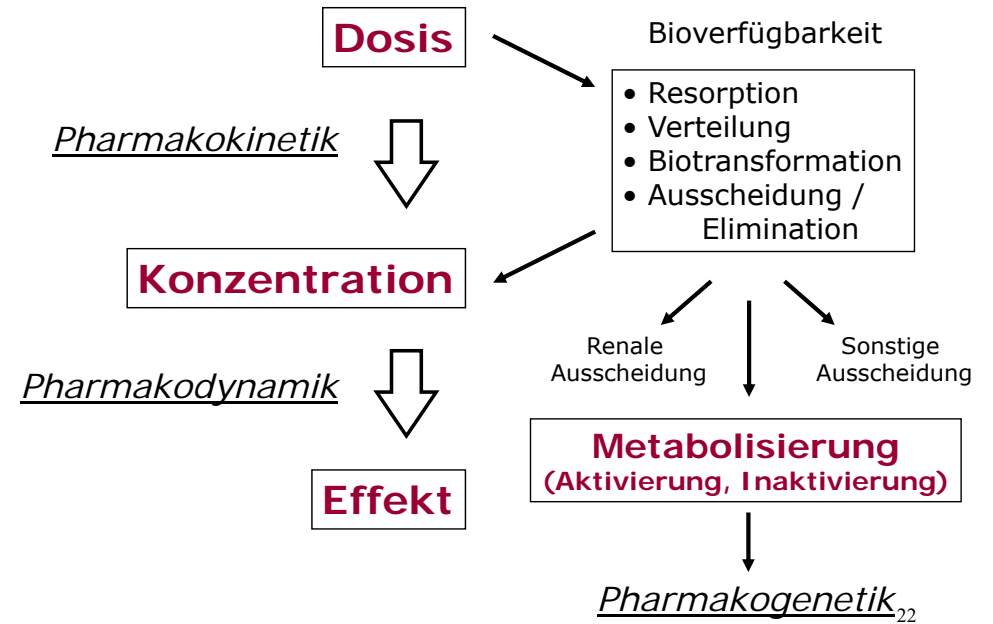 Dosis
Bioverfügbarkeit
• Resorption
• Verteilung
• Biotransformation
• Ausscheidung /
Elimination
Pharmakokinetik
Konzentration
Renale
Ausscheidung
Sonstige
Ausscheidung
Pharmakodynamik
Metabolisierung
(Aktivierung, Inaktivierung)
Effekt
Pharmakogenetik
22